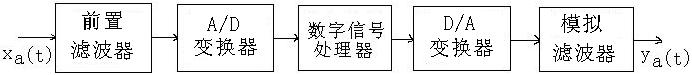 xa(t)
前置
滤波器
A/D
变换器
数字信号
处理器
D/A
变换器
模拟
滤波器
ya(t)